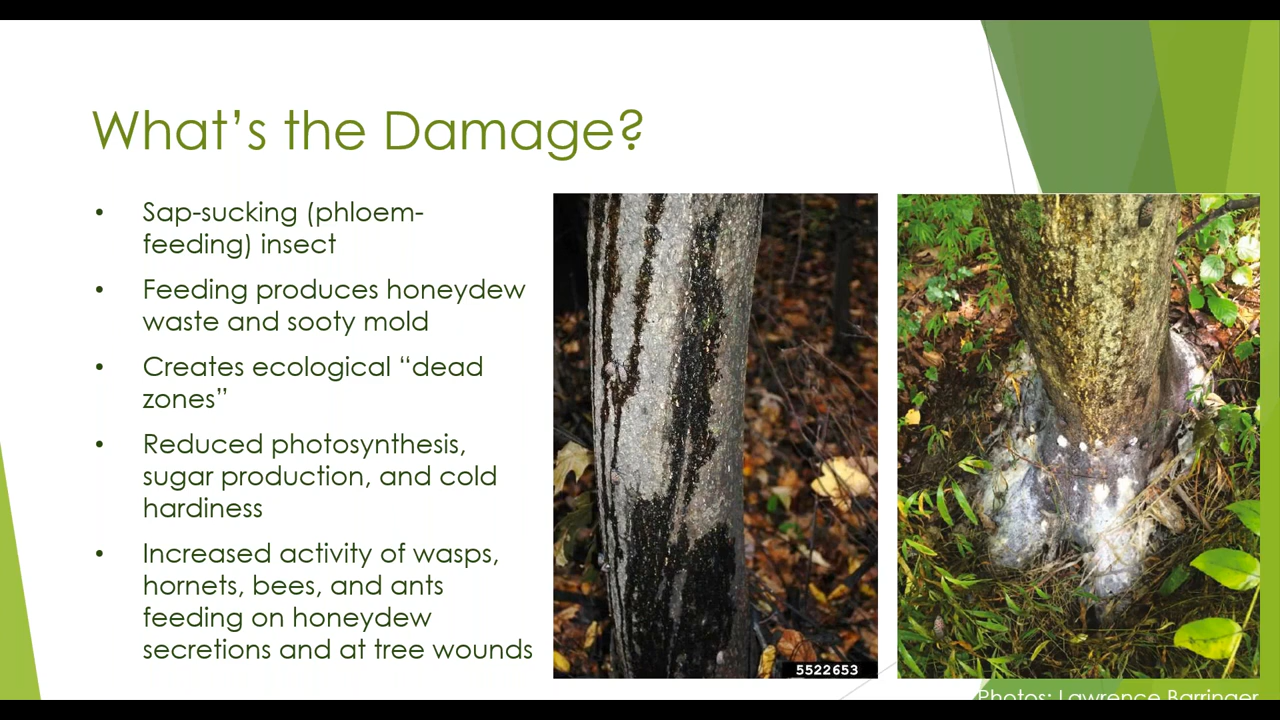 What's the Damage?
• Sap-sucking (phloem-
feeding) insect
• Feeding produces honeydew
waste and sooty mold
• Creates ecological “dead
zones”
• Reduced photosynthesis,
sugar production, and cold
hardiness
• Increased activity of wasps,
hornets, bees, and ants
feeding on honeydew
secretions and at tree wounds
5522653
Photos: Lawrence Barringer